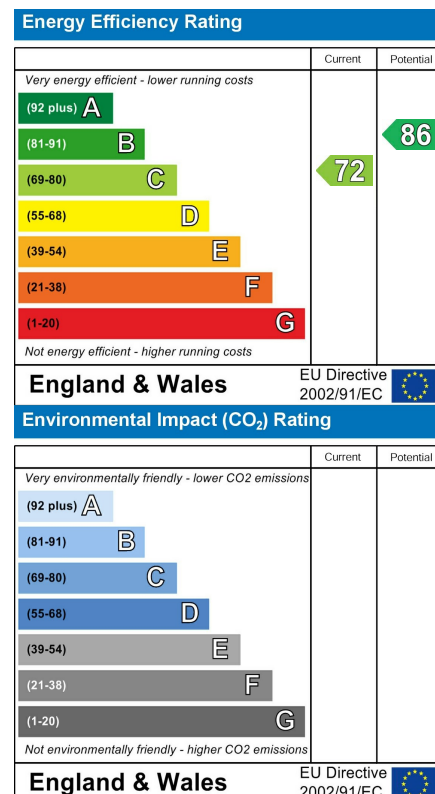 Energy Efficiency Rating
Current Potential
Very energy efficient - lower running costs
(92 plus) A
(81-91) B
(69-80) C
(55-68) D
(39-54) E
(21-38) F
(1-20) G
72
86
Not energy efficient - higher running costs
England & Wales
EU Directive
2002/91/EC
Environmental Impact (CO₂) Rating
Current Potential
Very environmentally friendly - lower CO2 emissions
(92 plus) A
(81-91) B
(69-80) C
(55-68) D
(39-54) E
(21-38) F
(1-20) G
Not environmentally friendly - higher CO2 emissions
England & Wales
EU Directive
2002/91/EC